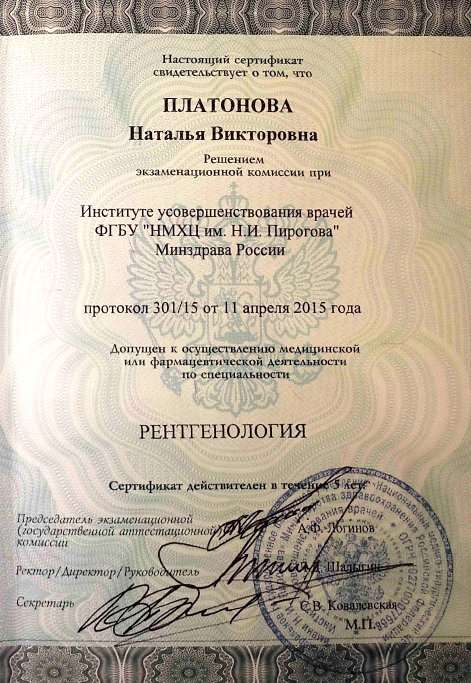 Настоящий сертификат
свидетельствует о том, что
ПЛАТОНОВА
Наталья Викторовна
Решением
экзаменационной комиссии при
Институте усовершенствования врачей
ФГБУ "НМХЦ им. Н.И. Пирогова"
Минздрава России
протокол 301/15 от 11 апреля 2015 года
Допущен к осуществлению медицинской
или фармацевтической деятельности
по специальности
РЕНТГЕНОЛОГИЯ
Сертификат действителен в течение 5 лет.
Председатель экзаменационной
(государственной аттестационной)
комиссии
А.Ф. Логинов
Ректор/Директор/Руководитель
Секретарь
С.В. Ковалевская
М.П.